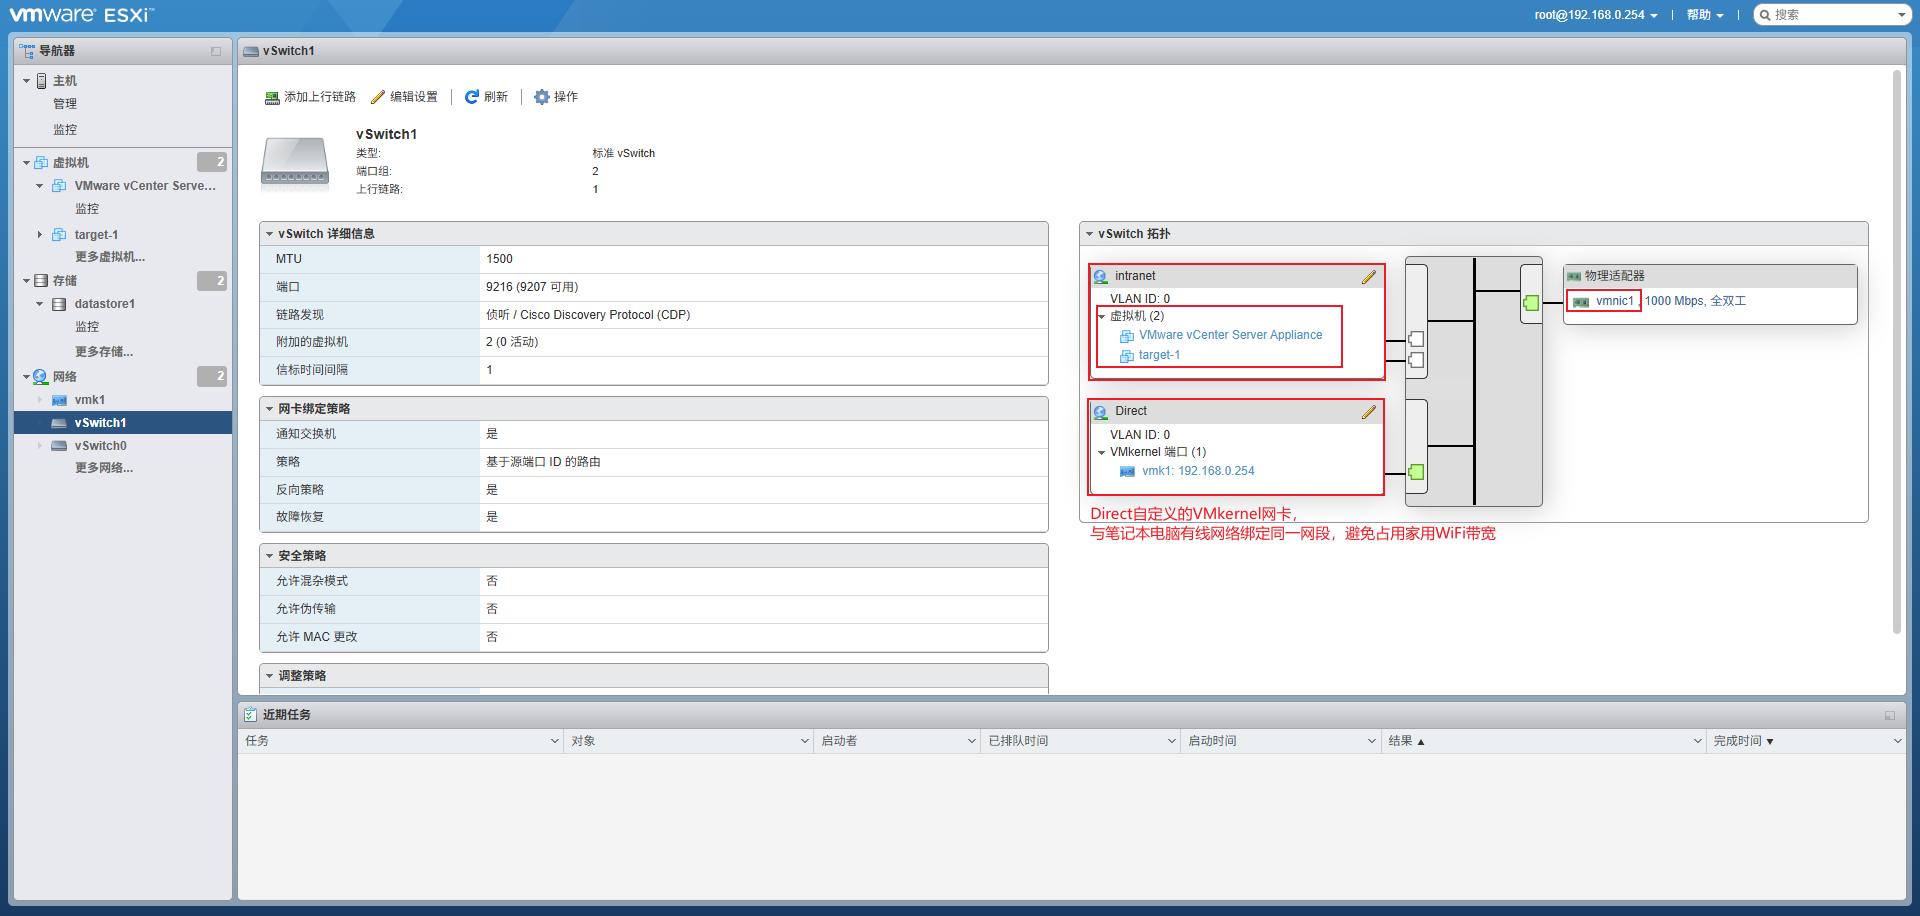 vmware ESXi™
root@192.168.0.254
帮助
搜索
导航器
主机
管理
监控
虚拟机
2
VMware vCenter Serve...
监控
target-1
更多虚拟机...
存储
2
datastore1
监控
更多存储...
网络
2
vmk1
vSwitch1
vSwitch0
更多网络...
vSwitch1
添加上行链路
编辑设置
刷新
操作
vSwitch1
类型:
标准 vSwitch
端口组:
2
上行链路:
1
vSwitch 详细信息
MTU
1500
端口
9216 (9207 可用)
链路发现
侦听 / Cisco Discovery Protocol (CDP)
附加的虚拟机
2 (0 活动)
信标时间间隔
1
网卡绑定策略
通知交换机
是
策略
基于源端口 ID 的路由
反向策略
是
故障恢复
是
安全策略
允许混杂模式
否
允许伪传输
否
允许 MAC 更改
否
调整策略
vSwitch 拓扑
intranet
VLAN ID: 0
虚拟机 (2)
VMware vCenter Server Appliance
target-1
Direct
VLAN ID: 0
VMkernel 端口 (1)
vmk1: 192.168.0.254
物理适配器
vmnic1 , 1000 Mbps, 全双工
Direct自定义的VMkernel网卡，
与笔记本电脑有线网络绑定同一网段，避免占用家用WiFi带宽
近期任务
任务
对象
启动者
已排队时间
启动时间
结果 ▲
完成时间 ▼